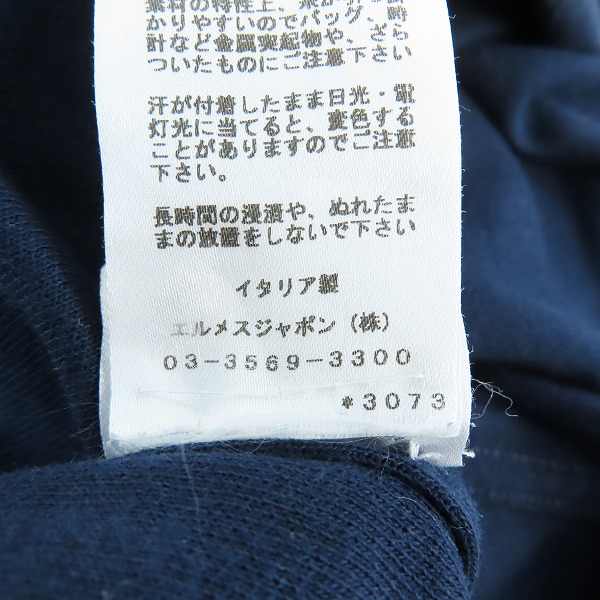 素材の特性上、糸が引
かりやすいのでバッグ、時
計など金属突起物や、ざら
ついたものにご注意下さい
汗が付着したまま日光・電
灯光に当てると、変色する
ことがありますのでご注意
下さい。
長時間の浸漬や、ぬれたま
まの放置をしないで下さい
イタリア製
エルメスジャポン(株)
03-3569-3300
*3073